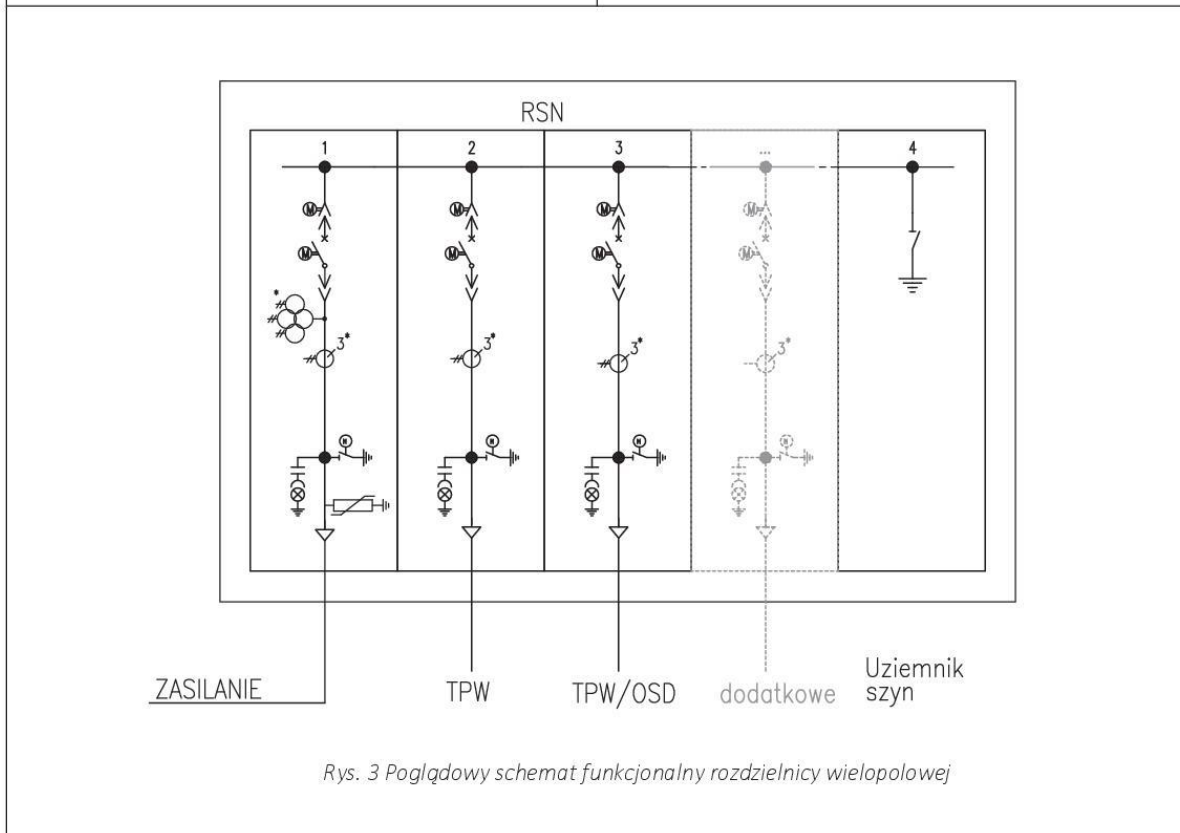 RSN
1 2 3 ... 4
M M M M
M M M M
*
3* 3* 3* 3*
M M M M
ZASILANIE
TPW
TPW/OSD
dodatkowe
Uziemnik
szyn
Rys. 3 Poglądowy schemat funkcjonalny rozdzielnicy wielopolowej